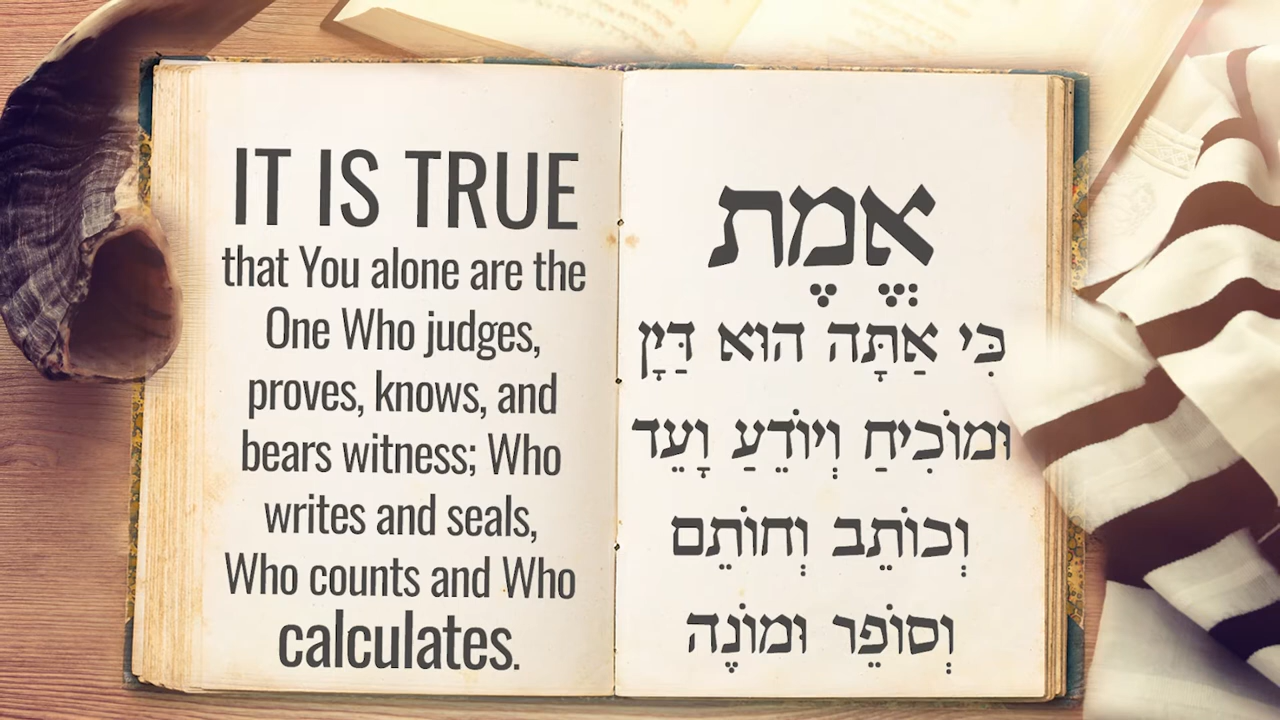 IT IS TRUE
that You alone are the
One Who judges,
proves, knows, and
bears witness; Who
writes and seals,
Who counts and Who
calculates.
אֱמֶת
כִּי אַתָּה הוּא דַּיָּן
וּמוֹכִיחַ וְיוֹדֵעַ וָעֵד
וְכוֹתֵב וְחוֹתֵם
וְסוֹפֵר וּמוֹנֶה